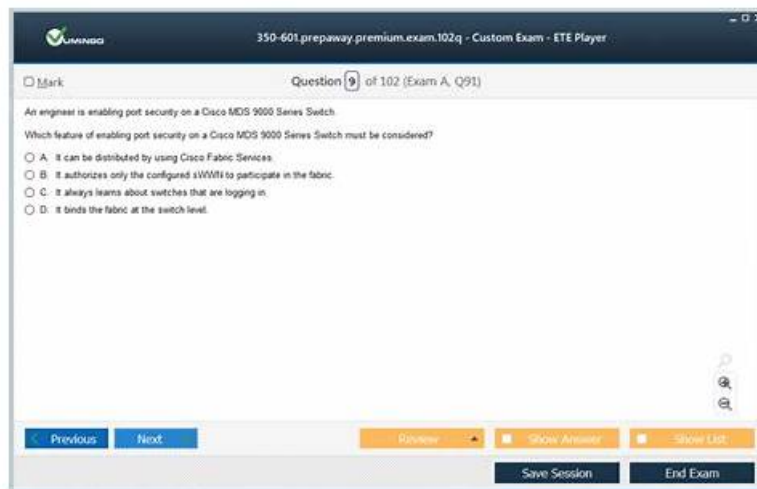 VUMINGO
350-601.prepaway.premium.exam.102q - Custom Exam - ETE Player
Mark
Question 9 of 102 (Exam A, Q91)
An engineer is enabling port security on a Cisco MDS 9000 Series Switch.
Which feature of enabling port security on a Cisco MDS 9000 Series Switch must be considered?
A. It can be distributed by using Cisco Fabric Services.
B. It authorizes only the configured sWWN to participate in the fabric.
C. It always learns about switches that are logging in.
D. It binds the fabric at the switch level.
Previous
Next
Review
Show Answer
Show List
Save Session
End Exam